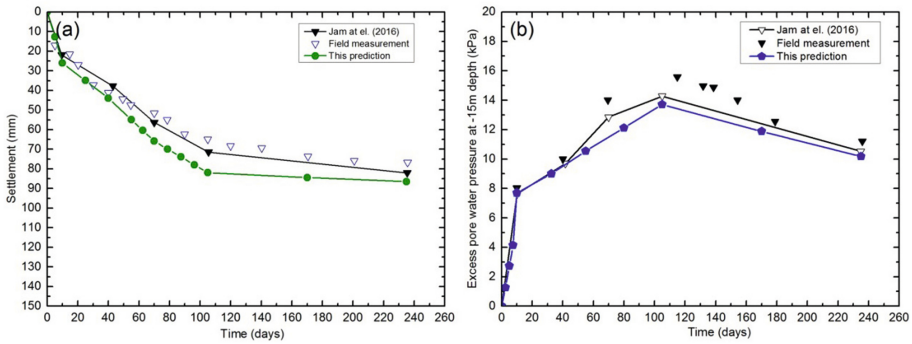 (a)
Jam at el. (2016)
Field measurement
This prediction
Settlement (mm)
0
10
20
30
40
50
60
70
80
90
100
110
120
130
140
150
0 20 40 60 80 100 120 140 160 180 200 220 240 260
Time (days)
(b)
Jam at el. (2016)
Field measurement
This prediction
Excess pore water pressure at -15m depth (kPa)
20
18
16
14
12
10
8
6
4
2
0
0 20 40 60 80 100 120 140 160 180 200 220 240 260
Time (days)